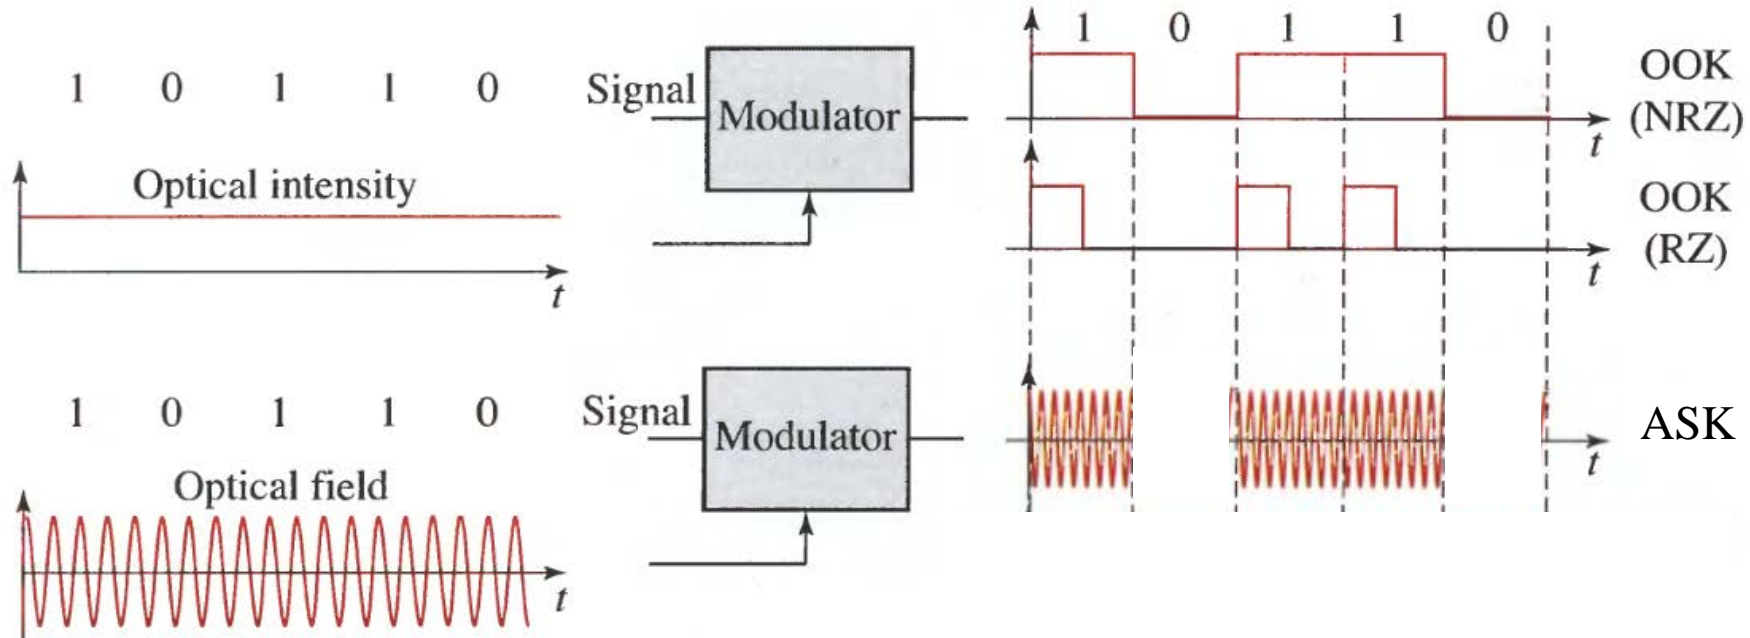 1 0 1 1 0
Signal
Modulator
Optical intensity
t
1 0 1 1 0
OOK
(NRZ)
t
OOK
(RZ)
t
1 0 1 1 0
Signal
Modulator
Optical field
t
ASK
t